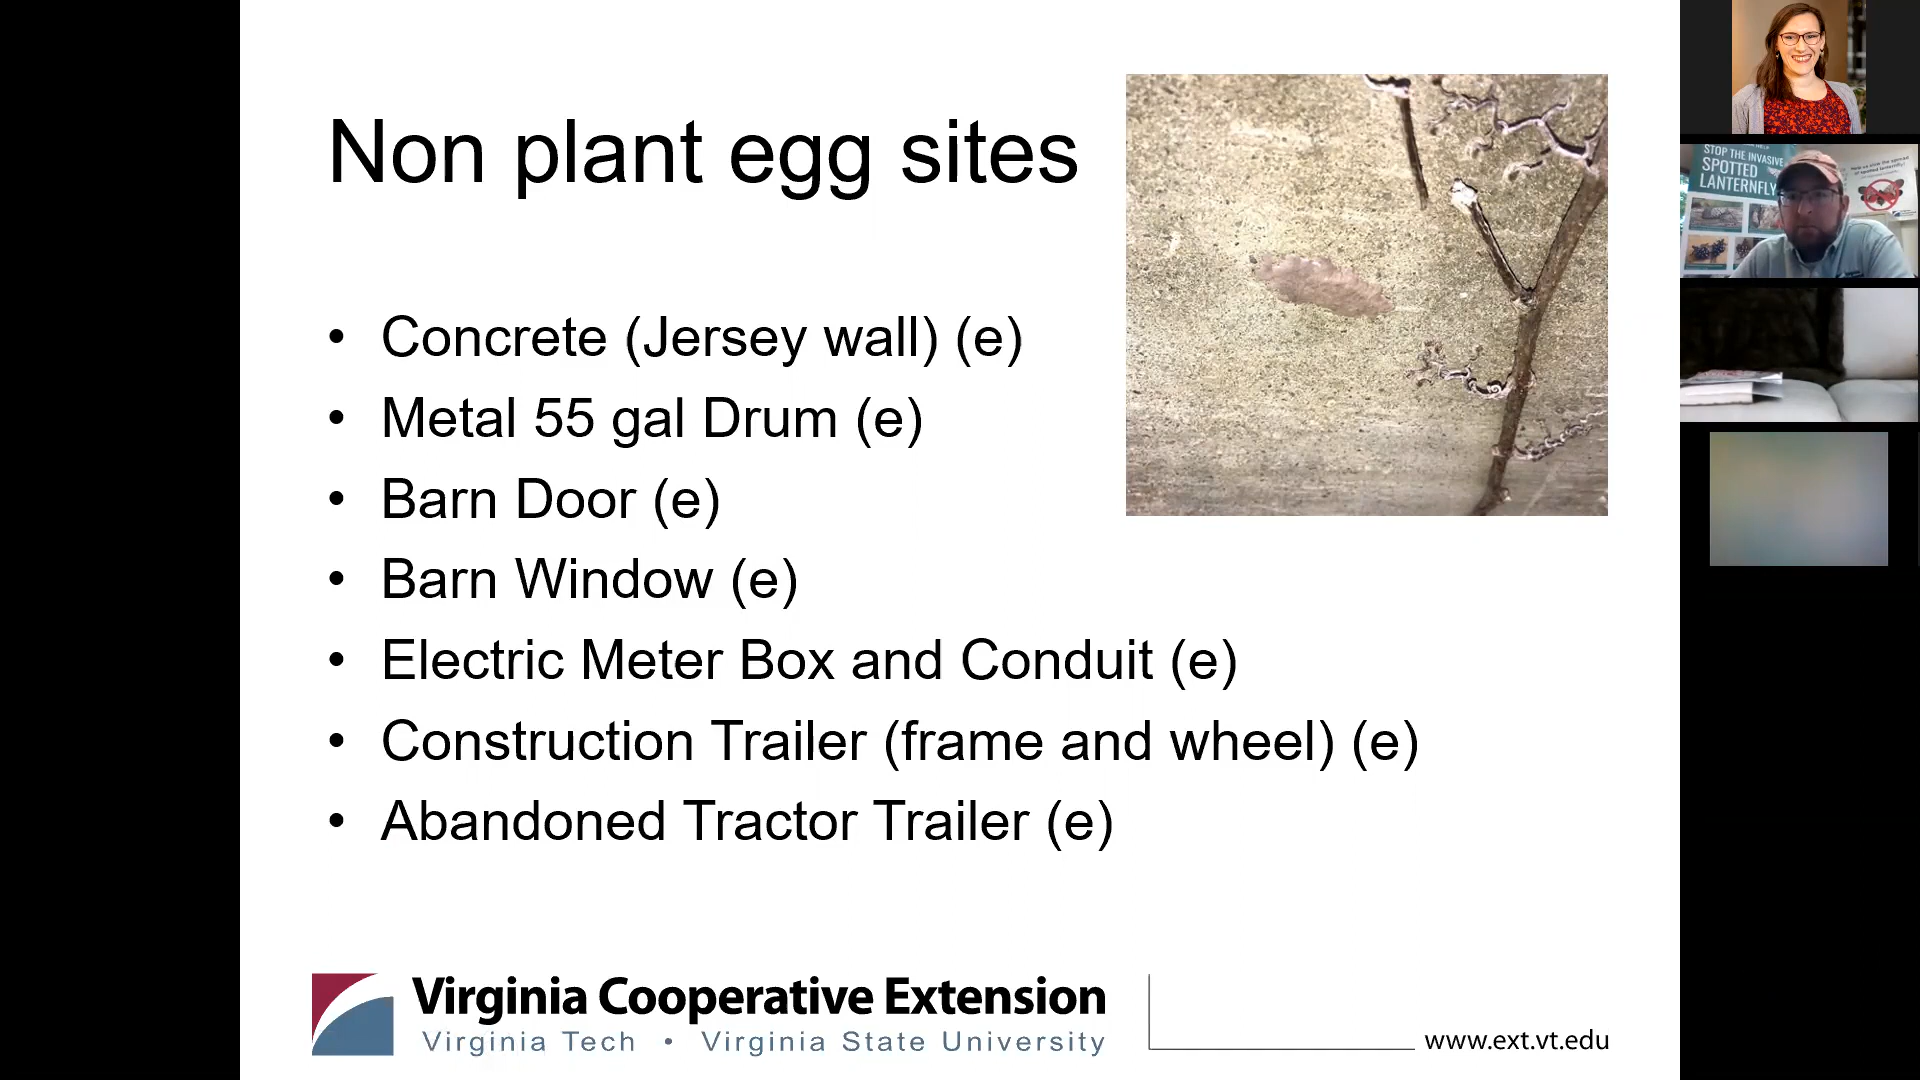 Non plant egg sites
• Concrete (Jersey wall) (e)
• Metal 55 gal Drum (e)
• Barn Door (e)
• Barn Window (e)
• Electric Meter Box and Conduit (e)
• Construction Trailer (frame and wheel) (e)
• Abandoned Tractor Trailer (e)
Virginia Cooperative Extension
Virginia Tech • Virginia State University
www.ext.vt.edu
STOP THE INVASIVE
SPOTTED
LANTERNFLY